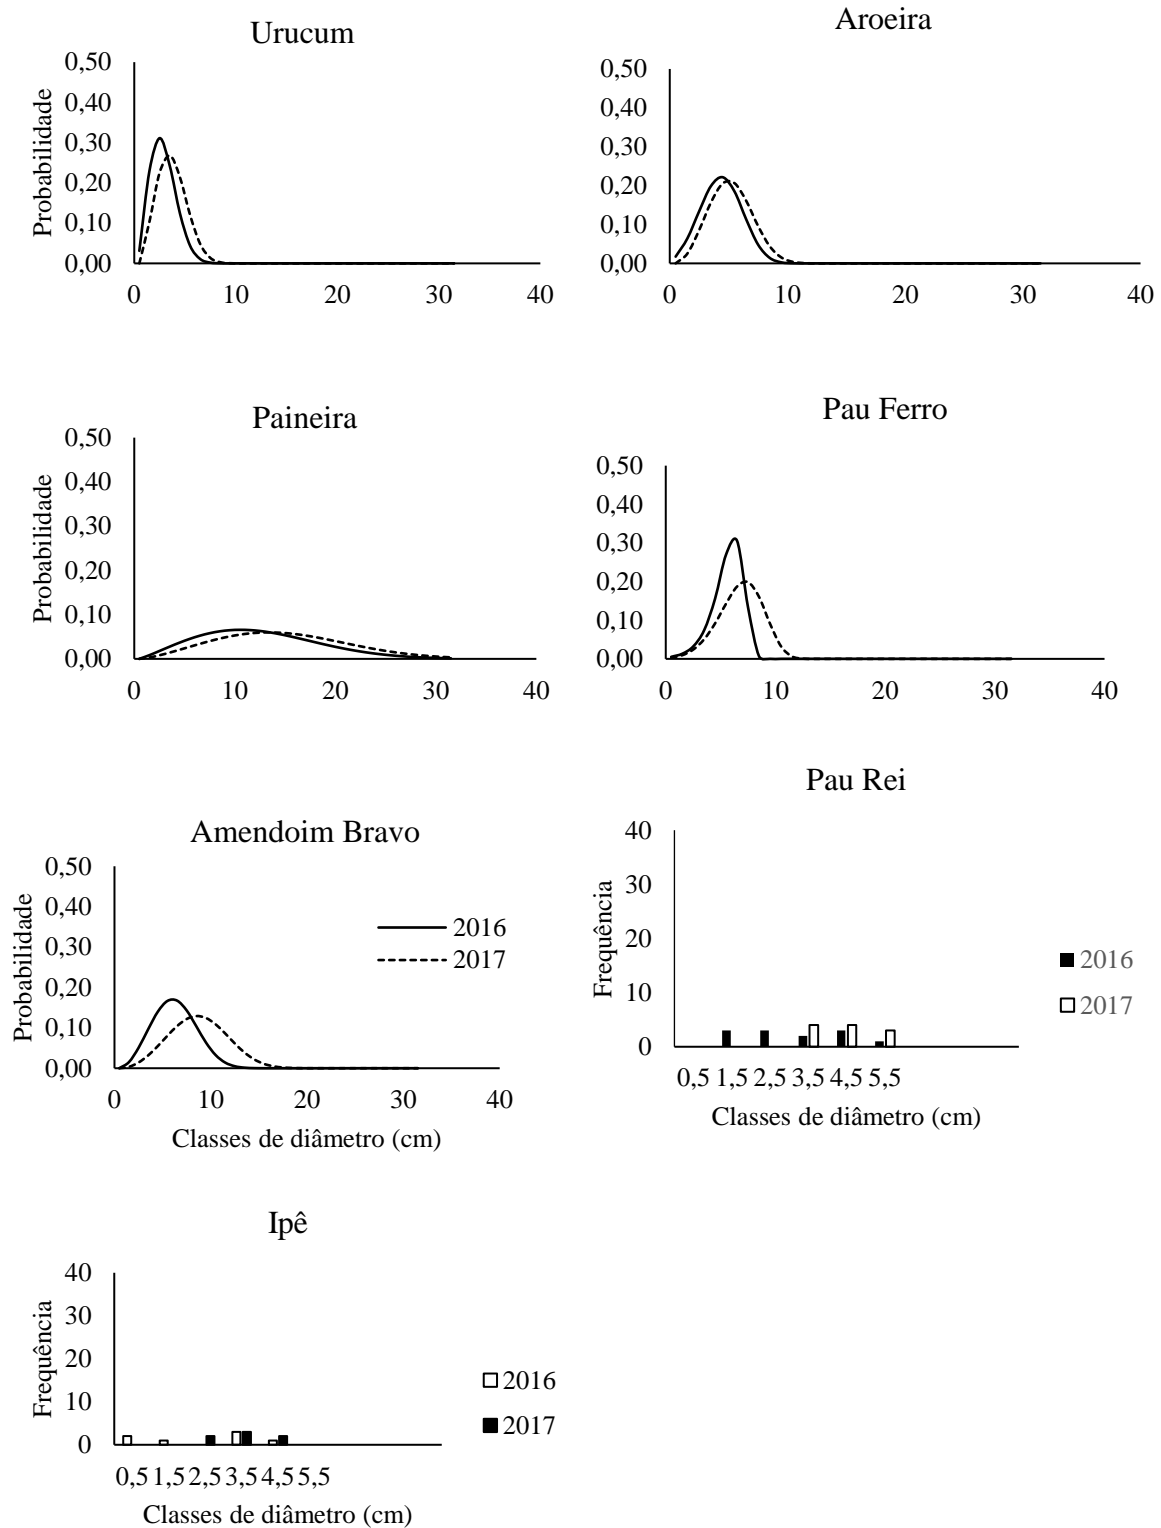 Urucum
Probabilidade
0,50
0,40
0,30
0,20
0,10
0,00
0 10 20 30 40
Aroeira
0,50
0,40
0,30
0,20
0,10
0,00
0 10 20 30 40
Paineira
Probabilidade
0,50
0,40
0,30
0,20
0,10
0,00
0 10 20 30 40
Pau Ferro
0,50
0,40
0,30
0,20
0,10
0,00
0 10 20 30 40
Amendoim Bravo
Probabilidade
0,50
0,40
0,30
0,20
0,10
0,00
2016
2017
0 10 20 30 40
Classes de diâmetro (cm)
Pau Rei
Frequência
40
30
20
10
0
2016
2017
0,5 1,5 2,5 3,5 4,5 5,5
Classes de diâmetro (cm)
Ipê
Frequência
40
30
20
10
0
2016
2017
0,5 1,5 2,5 3,5 4,5 5,5
Classes de diâmetro (cm)